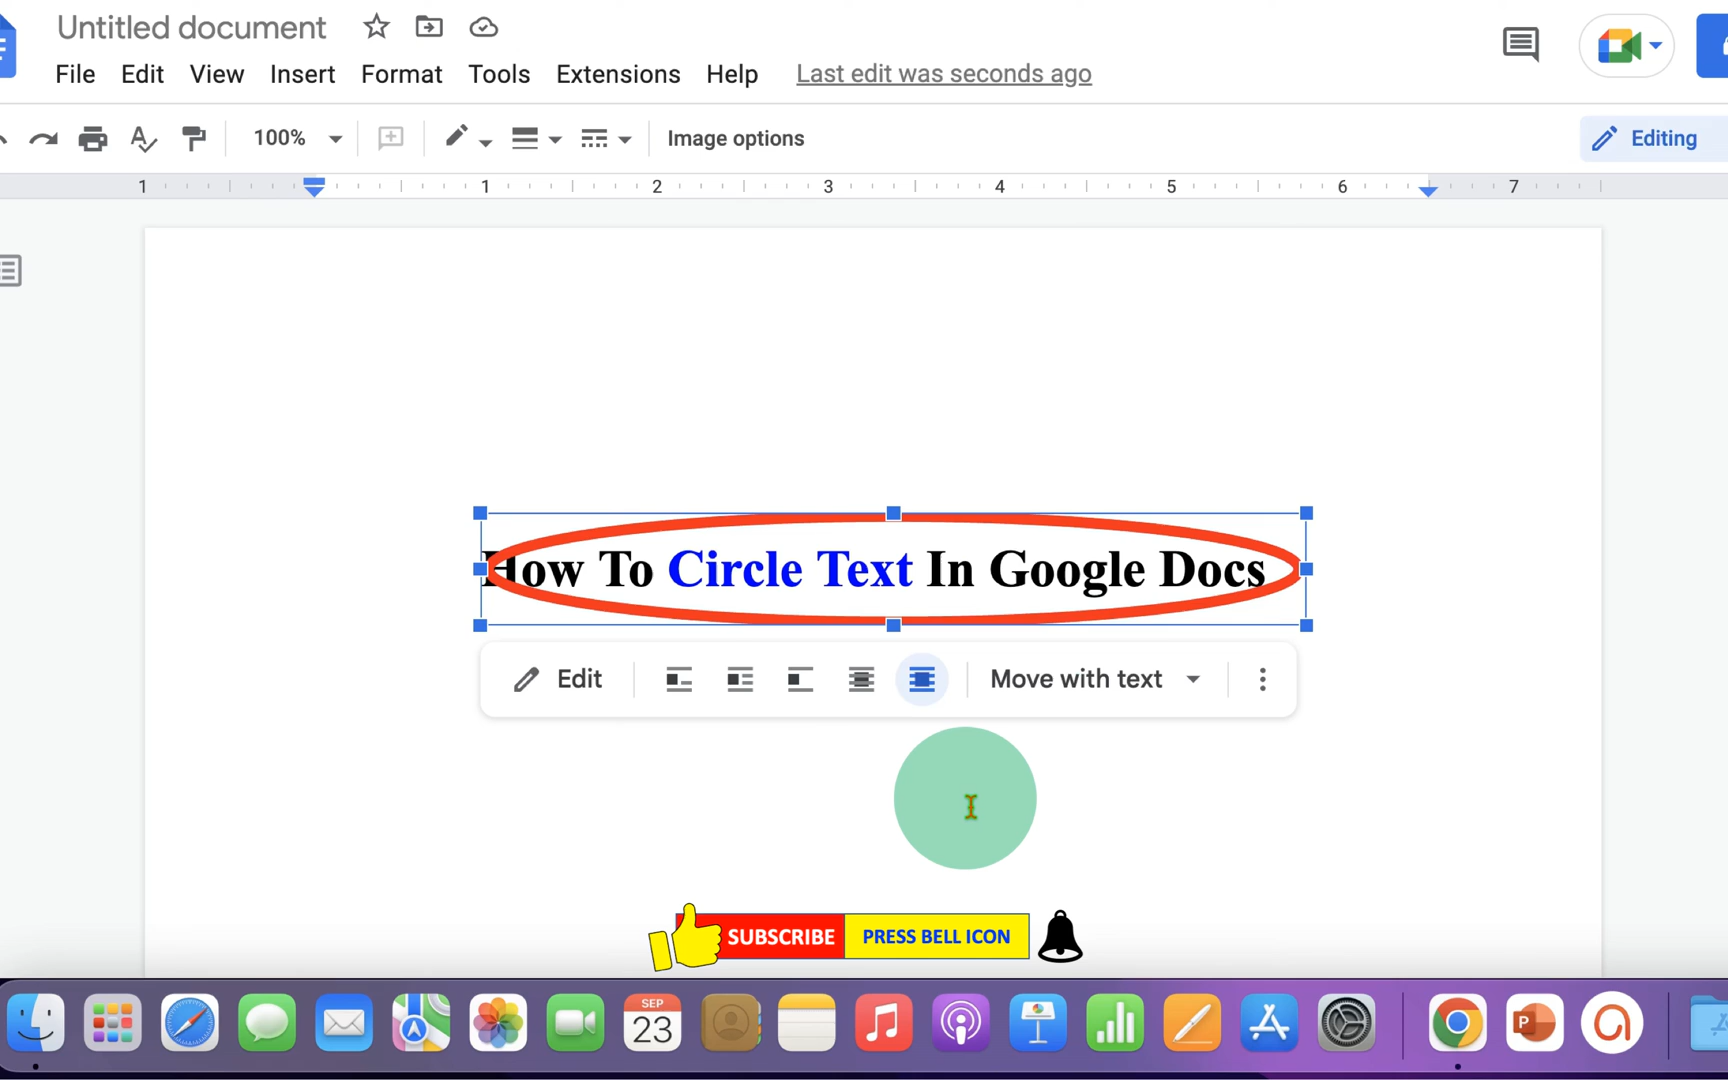 Untitled document
File Edit View Insert Format Tools Extensions Help Last edit was seconds ago
100% Image options Editing
1 1 2 3 4 5 6 7
How To Circle Text In Google Docs
Edit Move with text
SUBSCRIBE PRESS BELL ICON
SEP
23
P